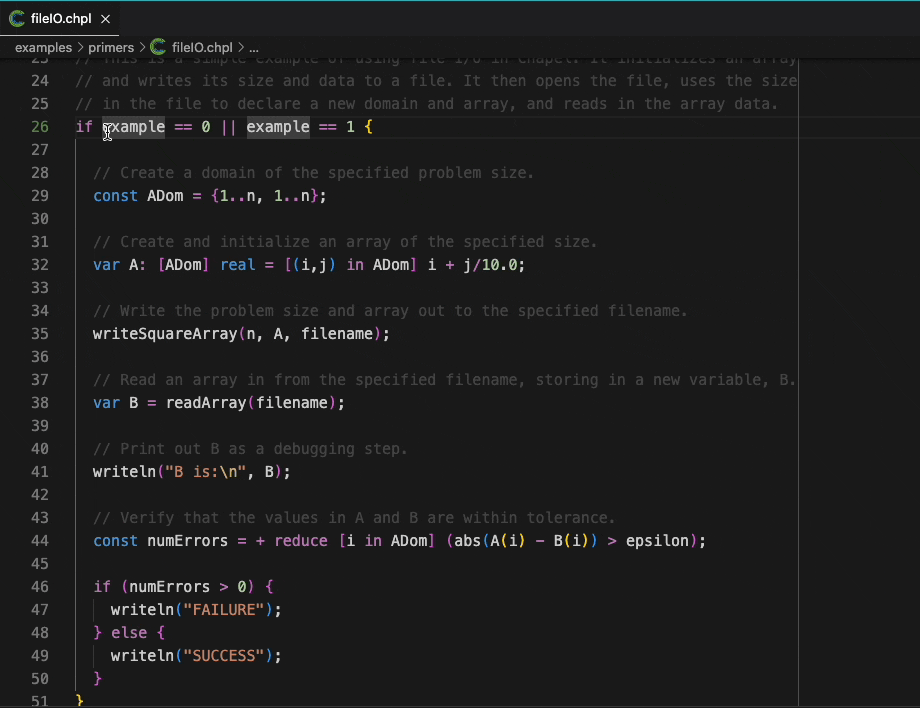 fileIO.chpl ×
examples > primers > fileIO.chpl > ...
23 // This is a simple example of using file I/O in Chapel. It initializes an array
24 // and writes its size and data to a file. It then opens the file, uses the size
25 // in the file to declare a new domain and array, and reads in the array data.
26 if example == 0 || example == 1 {
27
28 // Create a domain of the specified problem size.
29 const ADom = {1..n, 1..n};
30
31 // Create and initialize an array of the specified size.
32 var A: [ADom] real = [(i,j) in ADom] i + j/10.0;
33
34 // Write the problem size and array out to the specified filename.
35 writeSquareArray(n, A, filename);
36
37 // Read an array in from the specified filename, storing in a new variable, B.
38 var B = readArray(filename);
39
40 // Print out B as a debugging step.
41 writeln("B is:\n", B);
42
43 // Verify that the values in A and B are within tolerance.
44 const numErrors = + reduce [i in ADom] (abs(A(i) - B(i)) > epsilon);
45
46 if (numErrors > 0) {
47 writeln("FAILURE");
48 } else {
49 writeln("SUCCESS");
50 }
51 }